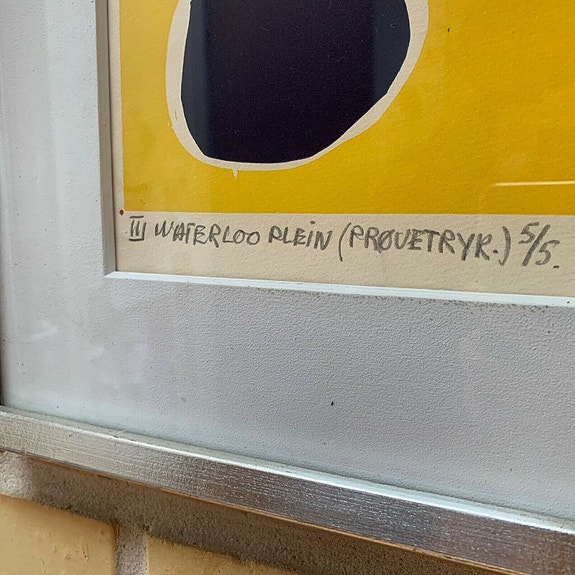 III WATERLOO PLEIN (PRØVETRYK.) 5/5.